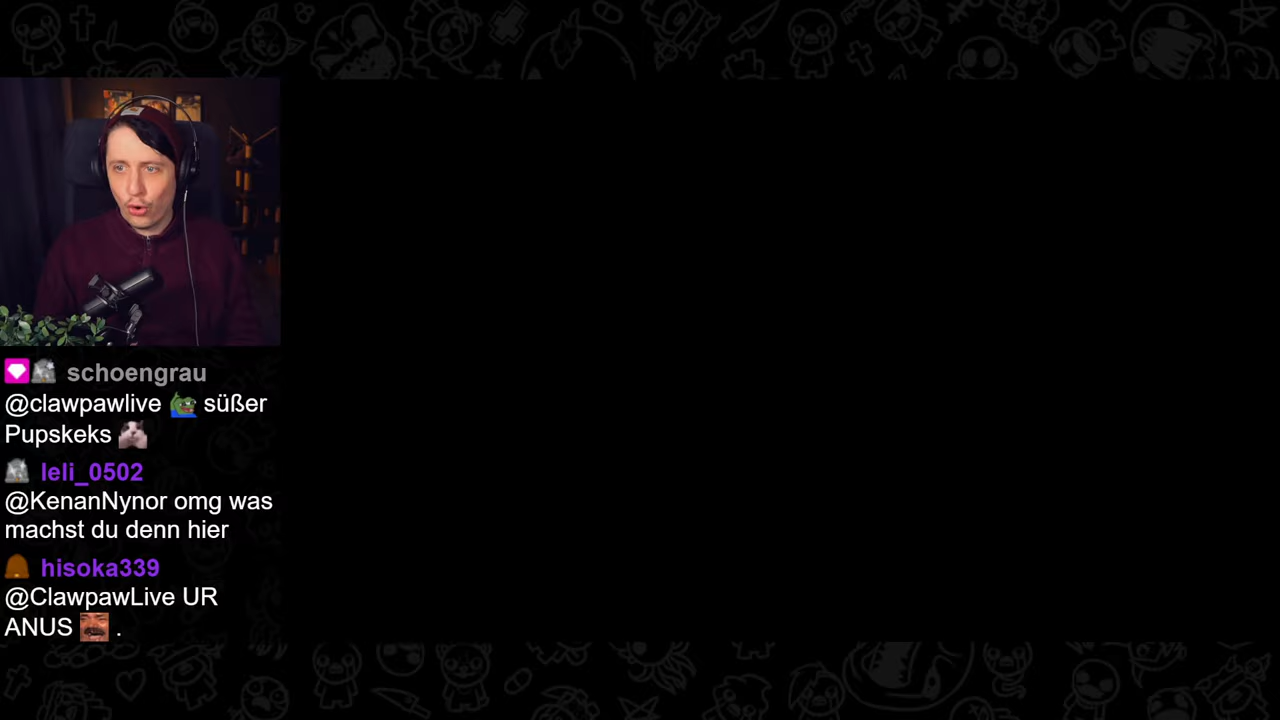 schoengrau
@clawpawlive süßer
Pupskeks
leli_0502
@KenanNynor omg was
machst du denn hier
hisoka339
@ClawpawLive UR
ANUS .